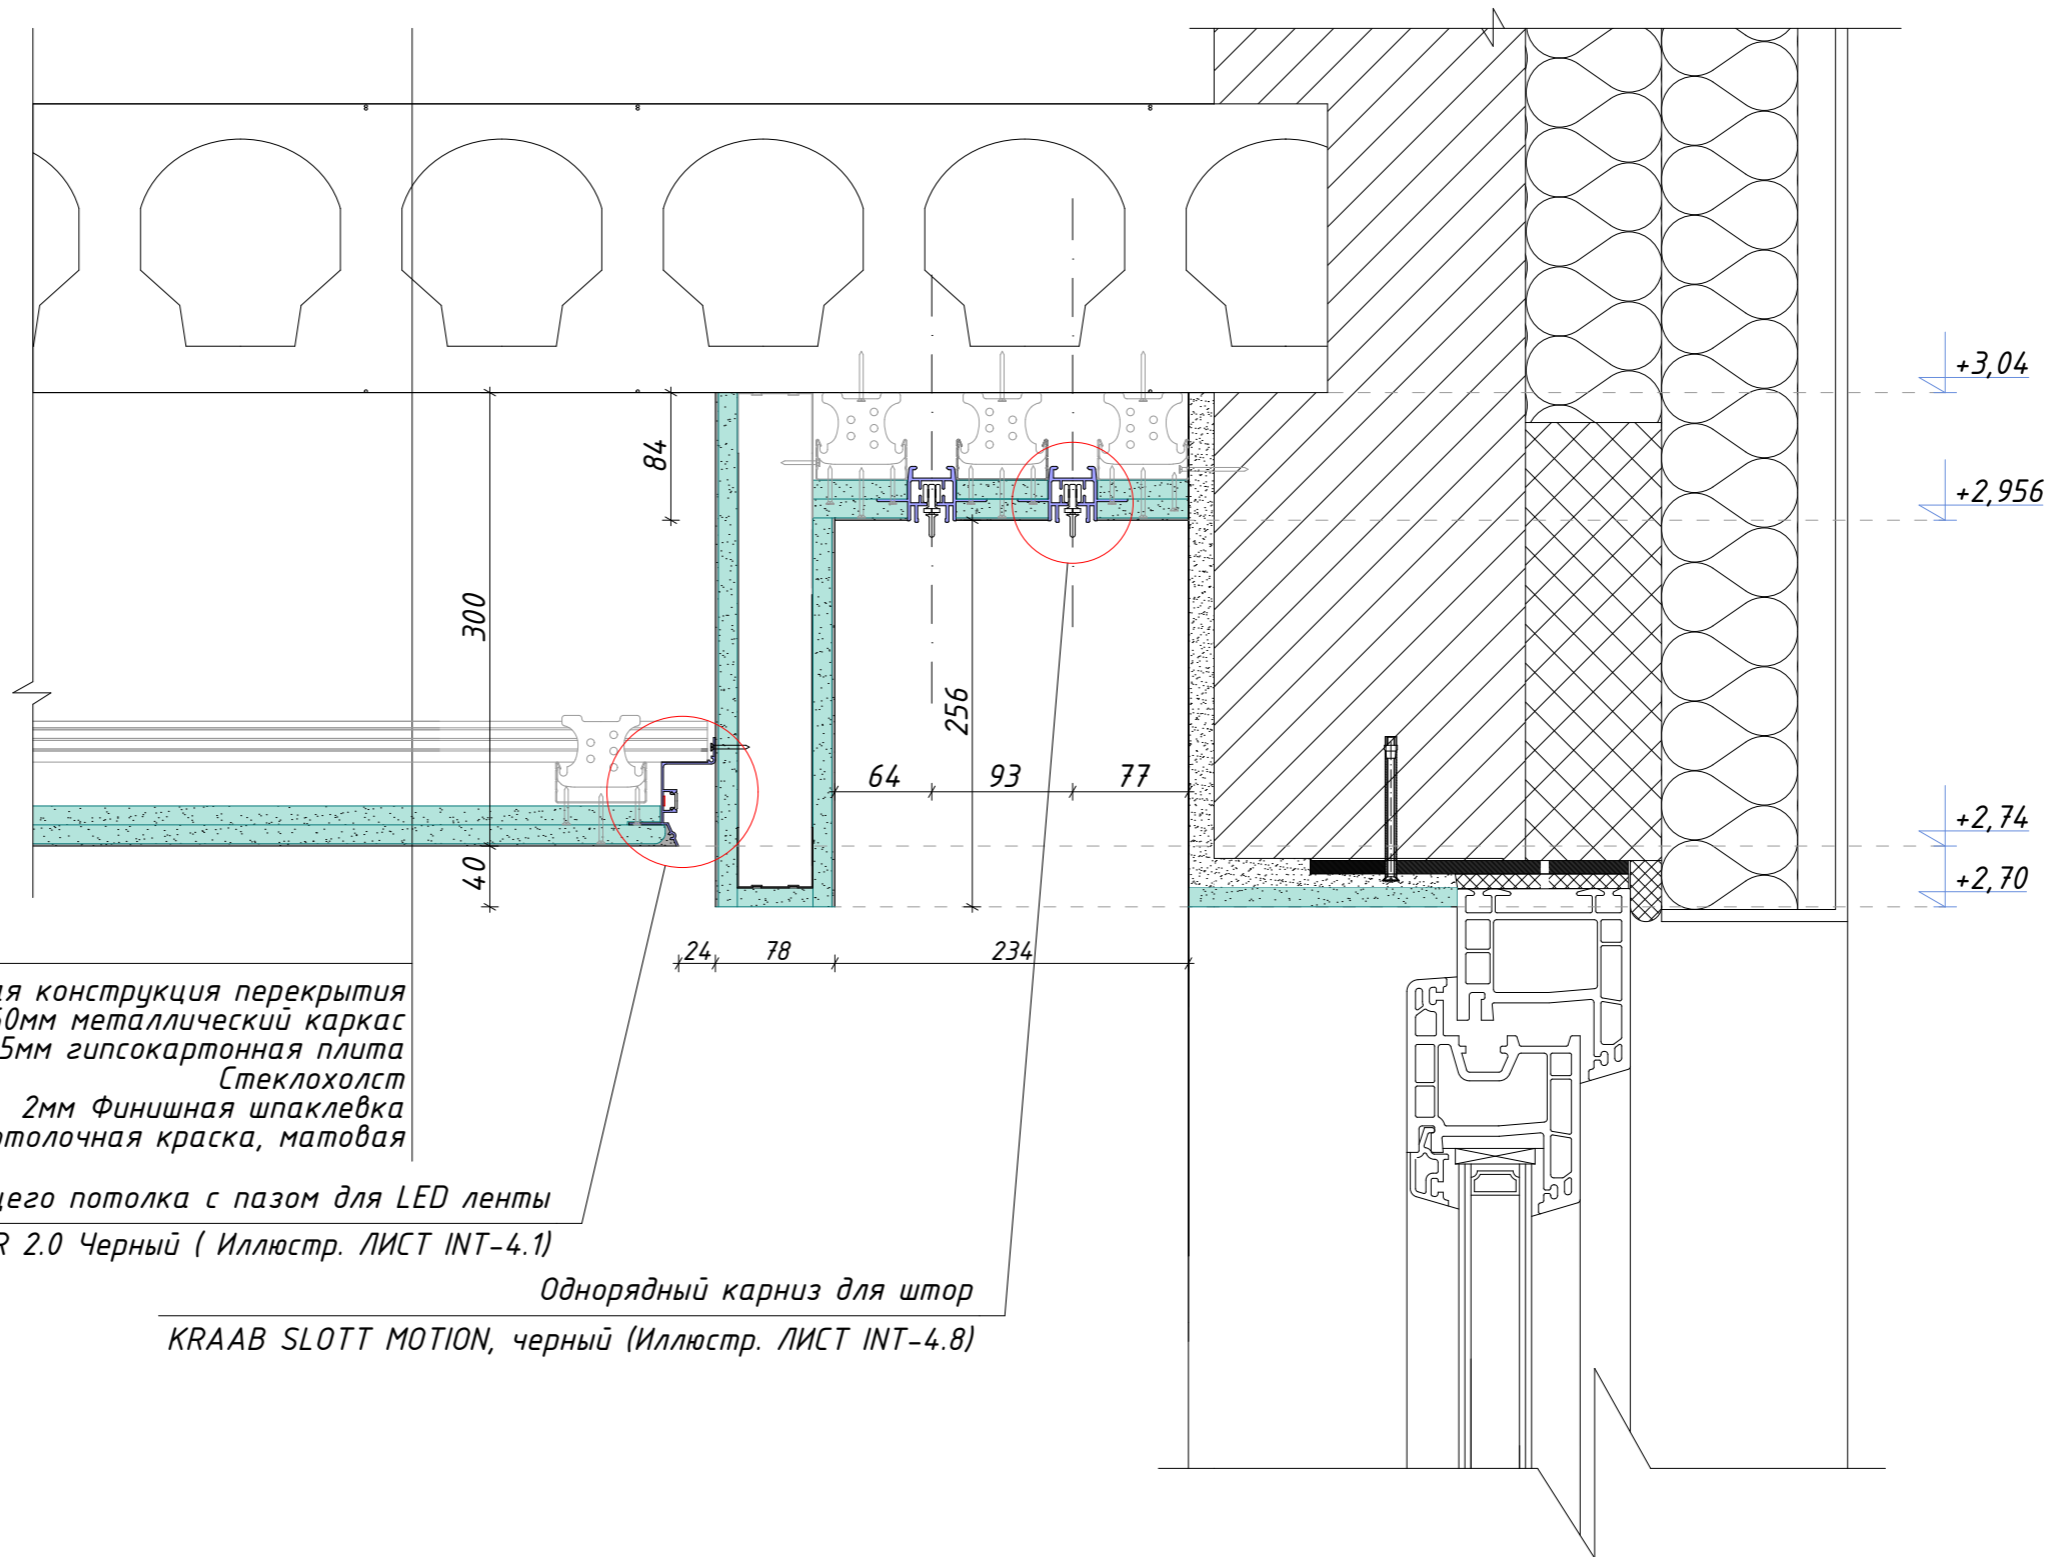 +3,04
84
+2,956
300
256
64
93
77
+2,74
40
+2,70
24
78
234
конструкция перекрытия
металлический каркас
гипсокартонная плита
Стеклохолст
2мм Финишная шпаклевка
краска, матовая
потолка с пазом для LED ленты
2.0 Черный ( Иллюстр. ЛИСТ INT-4.1)
Однорядный карниз для штор
KRAAB SLOTT MOTION, черный (Иллюстр. ЛИСТ INT-4.8)